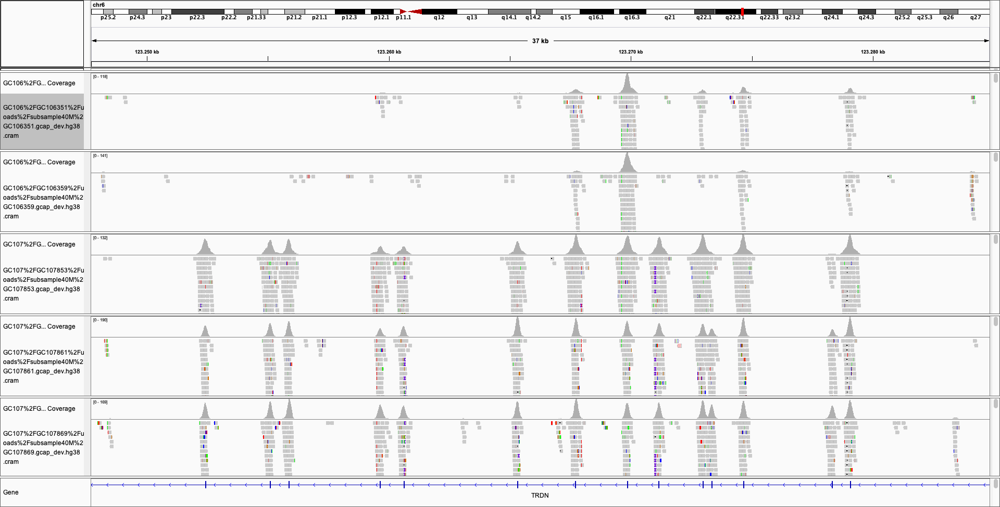 chr6
p25.2 p24.3 p23 p22.3 p22.2 p21.33 p21.2 p21.1 p12.3 p12.1 p11.1 q12 q13 q14.1 q14.2 q15 q16.1 q16.3 q21 q22.1 q22.31 q22.33 q23.2 q24.1 q24.3 q25.2 q25.3 q26 q27
37 kb
123.250 kb 123.260 kb 123.270 kb 123.280 kb
[0 - 118]
GC106%2FG... Coverage
GC106%2FGC106351%2Fu
oads%2Fsubsample40M%2
GC106351.gcap_dev.hg38
.cram
[0 - 141]
GC106%2FG... Coverage
GC106%2FGC106359%2Fu
oads%2Fsubsample40M%2
GC106359.gcap_dev.hg38
.cram
[0 - 132]
GC107%2FG... Coverage
GC107%2FGC107853%2Fu
oads%2Fsubsample40M%2
GC107853.gcap_dev.hg38
.cram
[0 - 190]
GC107%2FG... Coverage
GC107%2FGC107861%2Fu
oads%2Fsubsample40M%2
GC107861.gcap_dev.hg38
.cram
[0 - 169]
GC107%2FG... Coverage
GC107%2FGC107869%2Fu
oads%2Fsubsample40M%2
GC107869.gcap_dev.hg38
.cram
Gene
TRDN